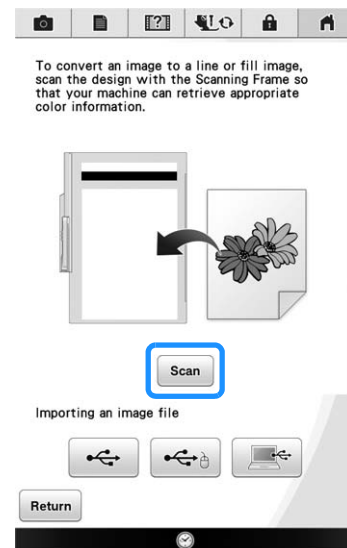 To convert an image to a line or fill image,
scan the design with the Scanning Frame so
that your machine can retrieve appropriate
color information.
Scan
Importing an image file
Return